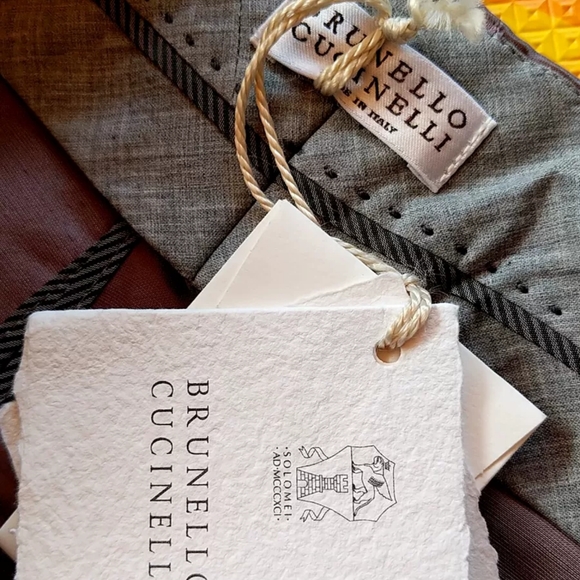 BRUNELLO
CUCINELLI
MADE IN ITALY
BRUNELLO
CUCINELLI
·SOLOMEI·
·AD·MCCCXCI·